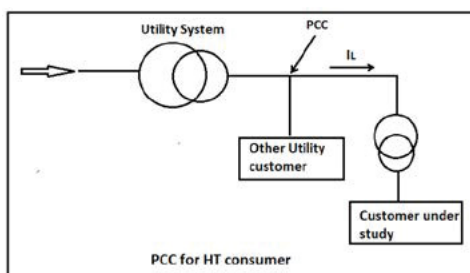 Utility System
PCC
IL
Other Utility
customer
Customer under
study
PCC for HT consumer